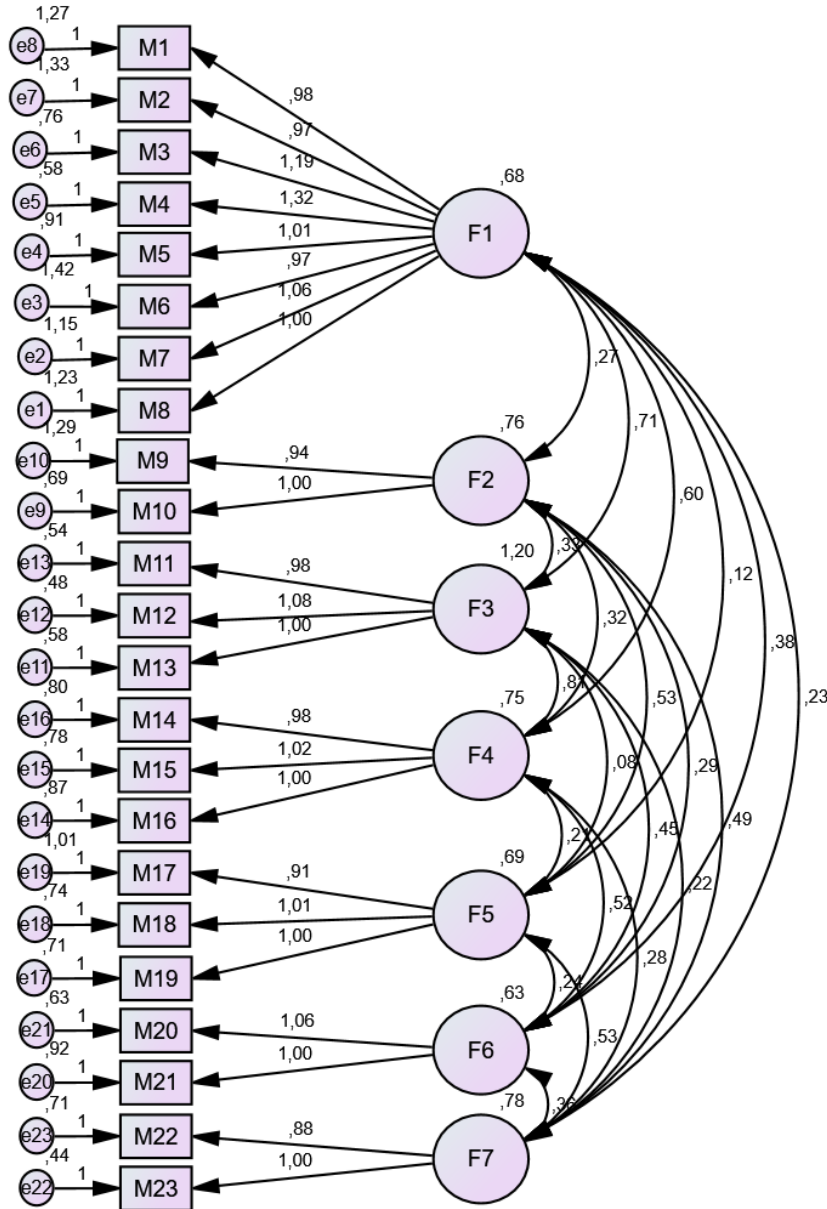 1,27
e8 1 M1
1,33
e7 1 M2
,76
e6 1 M3
,58
e5 1 M4
,91
e4 1 M5
1,42
e3 1 M6
1,15
e2 1 M7
1,23
e1 1 M8
1,29
e10 1 M9
,69
e9 1 M10
,54
e13 1 M11
,48
e12 1 M12
,58
e11 1 M13
,80
e16 1 M14
,78
e15 1 M15
,87
e14 1 M16
1,01
e19 1 M17
,74
e18 1 M18
,71
e17 1 M19
,63
e21 1 M20
,92
e20 1 M21
,71
e23 1 M22
,44
e22 1 M23
,98
,97
1,19
1,32
1,01
,97
1,06
1,00
,94
1,00
,98
1,08
1,00
,98
1,02
1,00
,91
1,01
1,00
1,06
1,00
,88
1,00
,68
F1
,76
F2
1,20
F3
,75
F4
,69
F5
,63
F6
,78
F7
,27
,71
,60
,12
,38
,23
,33
,32
,53
,29
,49
,81
,08
,45
,22
,21
,52
,28
,24
,53
,36